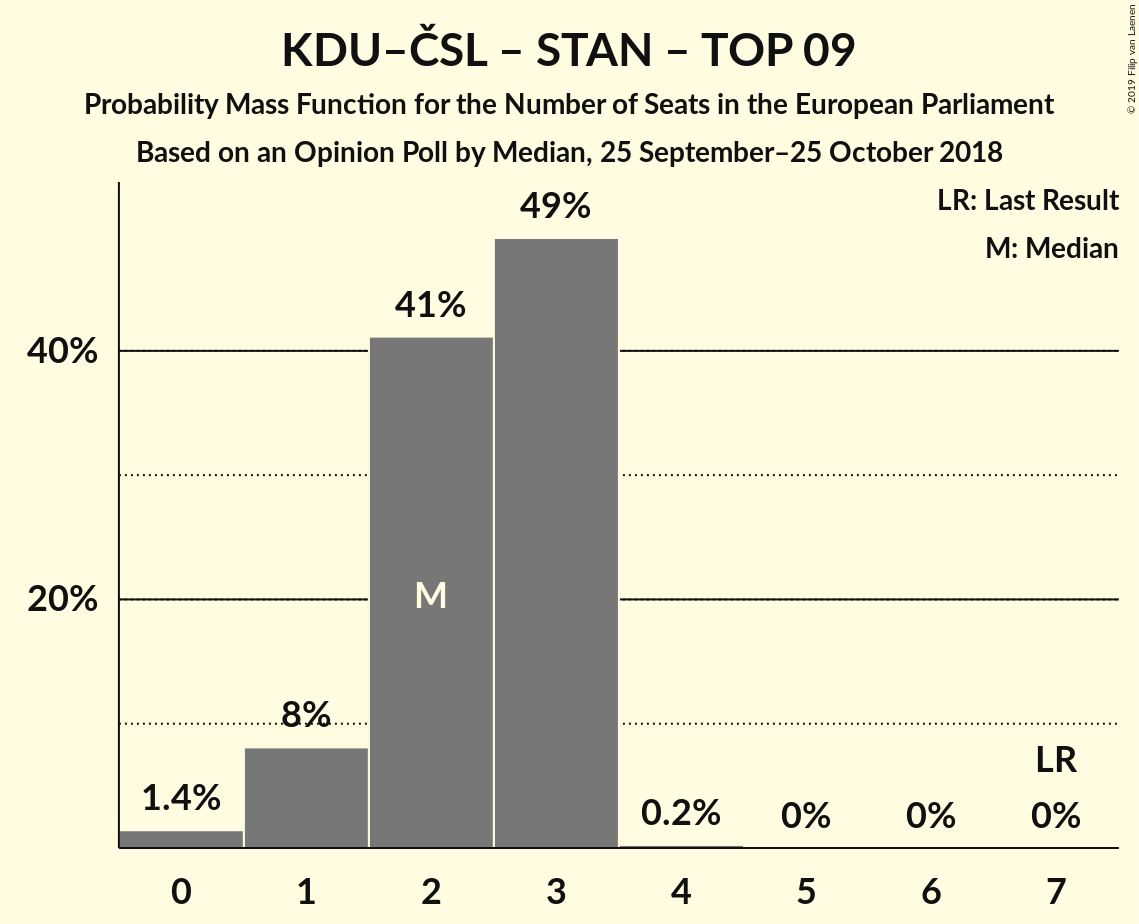 KDU–ČSL – STAN – TOP 09
Probability Mass Function for the Number of Seats in the European Parliament
Based on an Opinion Poll by Median, 25 September–25 October 2018
© 2019 Filip van Laenen
LR: Last Result
M: Median
49%
41%
40%
M
20%
8%
LR
1.4%
0.2%
0%
0%
0%
0 1 2 3 4 5 6 7